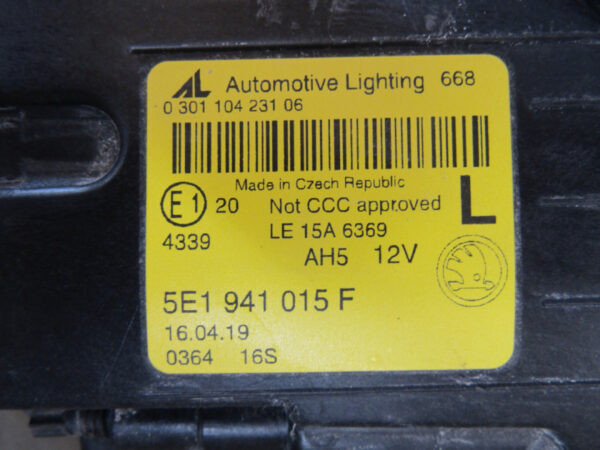 AL Automotive Lighting 668
0 301 104 231 06
Made in Czech Republic
E1 20 Not CCC approved L
4339 LE 15A 6369
AH5 12V
5E1 941 015 F
16.04.19
0364 16S